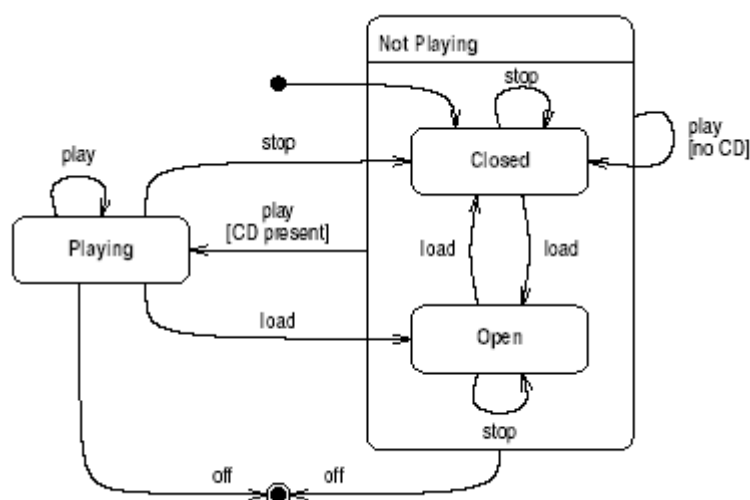 Not Playing
stop
play
[no CD]
Closed
stop
play
Playing
play
[CD present]
load
load
load
Open
stop
off
off